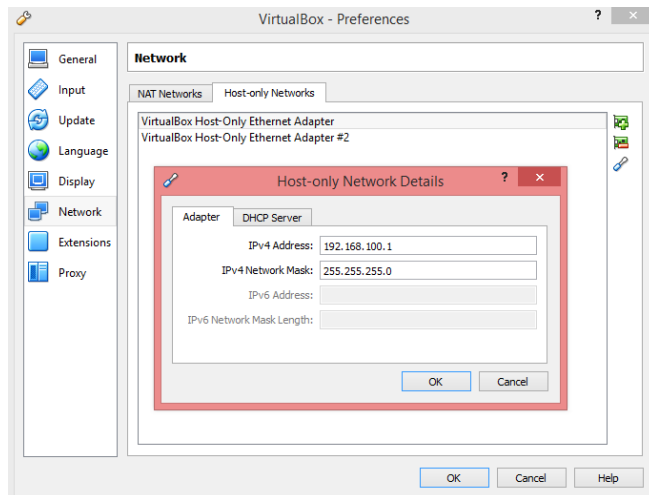 VirtualBox - Preferences
?
×
General
Input
Update
Language
Display
Network
Extensions
Proxy
Network
NAT Networks
Host-only Networks
VirtualBox Host-Only Ethernet Adapter
VirtualBox Host-Only Ethernet Adapter #2
Host-only Network Details
?
×
Adapter
DHCP Server
IPv4 Address: 192.168.100.1
IPv4 Network Mask: 255.255.255.0
IPv6 Address:
IPv6 Network Mask Length:
OK
Cancel
OK
Cancel
Help